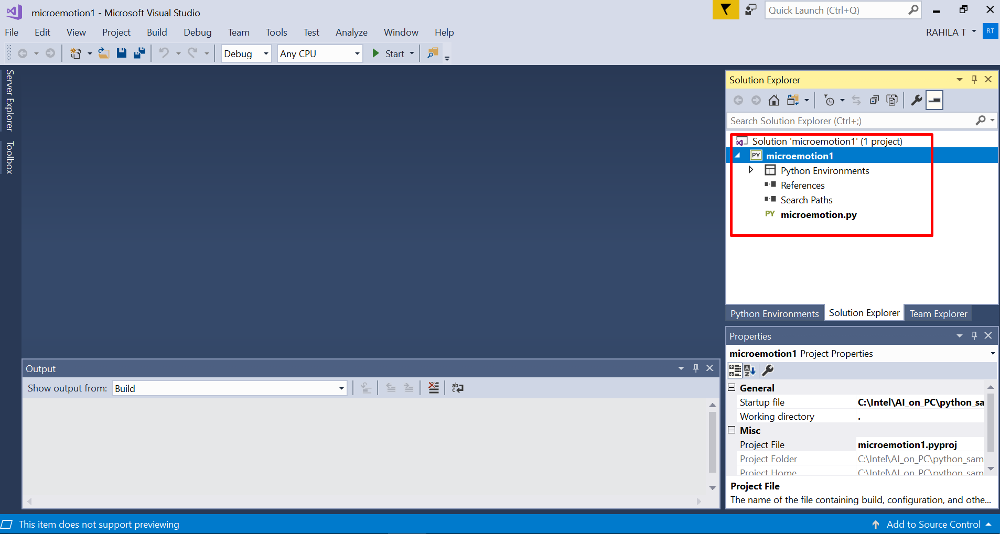 microemotion1 - Microsoft Visual Studio
Quick Launch (Ctrl+Q)
File Edit View Project Build Debug Team Tools Test Analyze Window Help
RAHILA T RT
Debug Any CPU Start
Server Explorer
Toolbox
Solution Explorer
Search Solution Explorer (Ctrl+;)
Solution 'microemotion1' (1 project)
PY microemotion1
Python Environments
References
Search Paths
PY microemotion.py
Python Environments Solution Explorer Team Explorer
Properties
microemotion1 Project Properties
General
Startup file C:\Intel\AI_on_PC\python_sa
Working directory .
Misc
Project File microemotion1.pyproj
Project Folder C:\Intel\AI_on_PC\python_sam
Project Home C:\Intel\AI_on_PC\python_sam
Project File
The name of the file containing build, configuration, and othe...
Output
Show output from: Build
This item does not support previewing
Add to Source Control